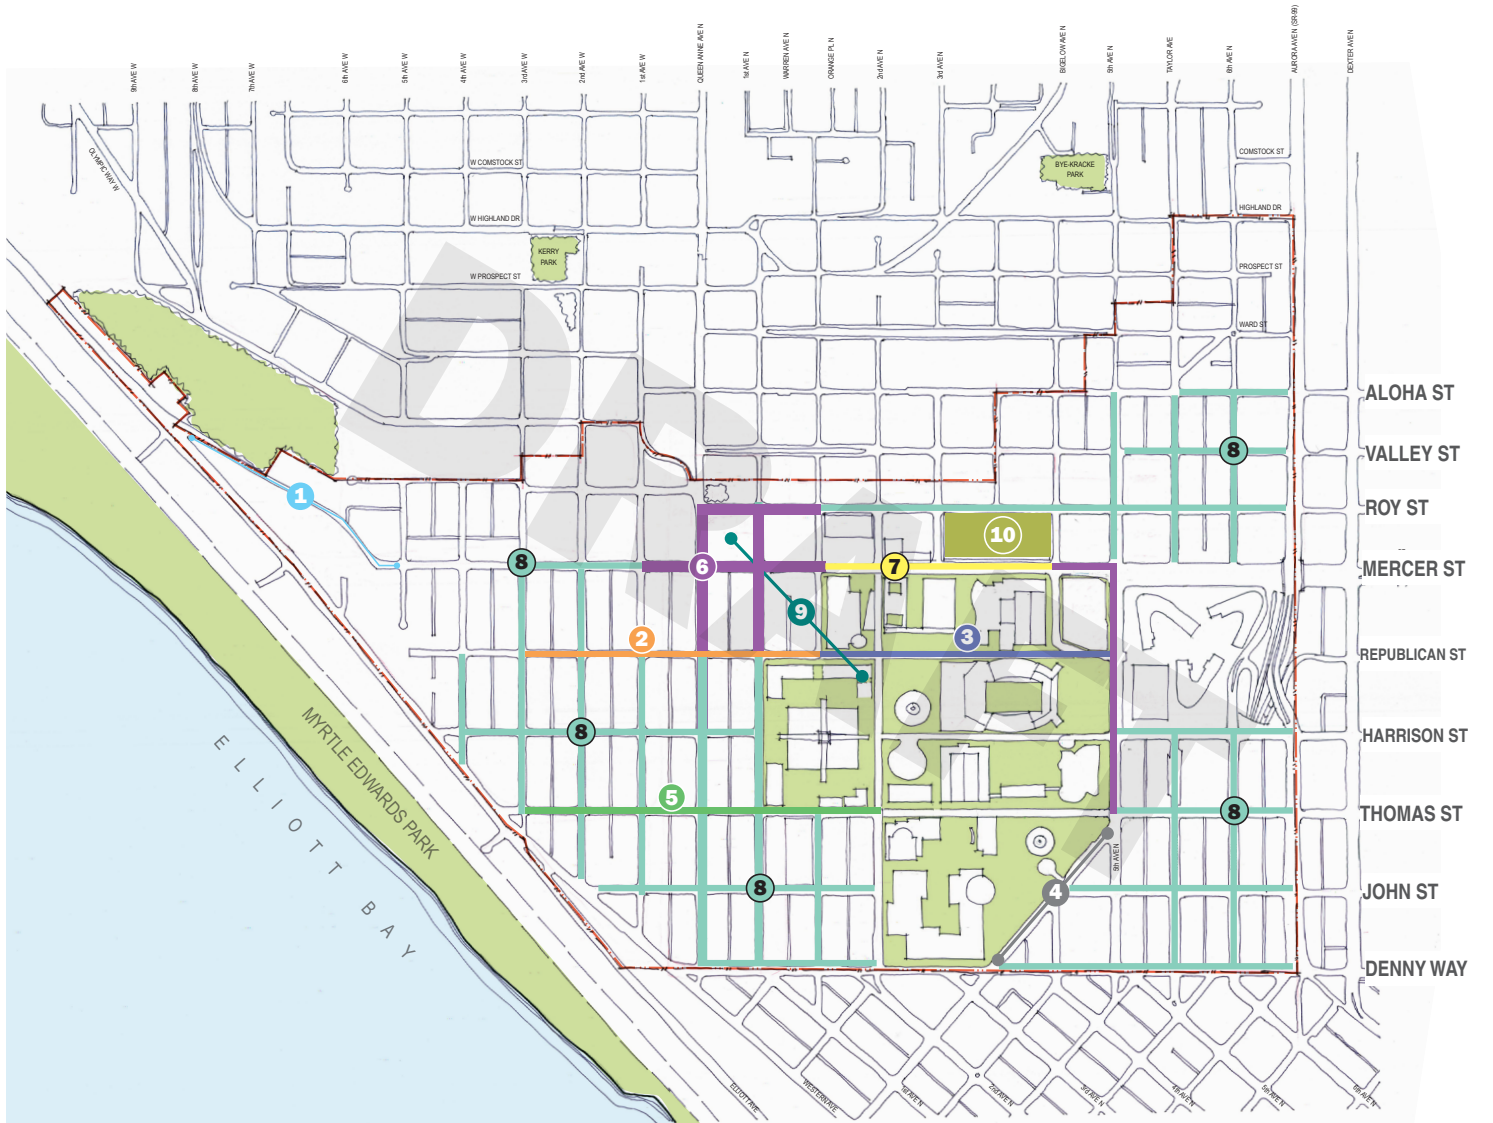 9th AVE W
8th AVE W
7th AVE W
6th AVE W
5th AVE W
4th AVE W
3rd AVE W
2nd AVE W
1st AVE W
QUEEN ANNE AVE N
1st AVE N
WARREN AVE N
ORANGE PL N
2nd AVE N
3rd AVE N
BIGELOW AVE N
5th AVE N
TAYLOR AVE
6th AVE N
AURORA AVE N (SR-99)
DEXTER AVE N
OLYMPIC WAY W
W COMSTOCK ST
COMSTOCK ST
BYE-KRACKE
PARK
W HIGHLAND DR
HIGHLAND DR
KERRY
PARK
W PROSPECT ST
PROSPECT ST
WARD ST
DRAFT
ALOHA ST
VALLEY ST
8
1
ROY ST
10
8
6
7
MERCER ST
9
2
3
REPUBLICAN ST
8
HARRISON ST
MYRTLE EDWARDS PARK
ELLIOTT BAY
5
8
THOMAS ST
5th AVE N
8
4
JOHN ST
DENNY WAY
ELLIOTT AVE
WESTERN AVE
1st AVE N
2nd AVE N
3rd AVE N
4th AVE N
5th AVE N
6th AVE N